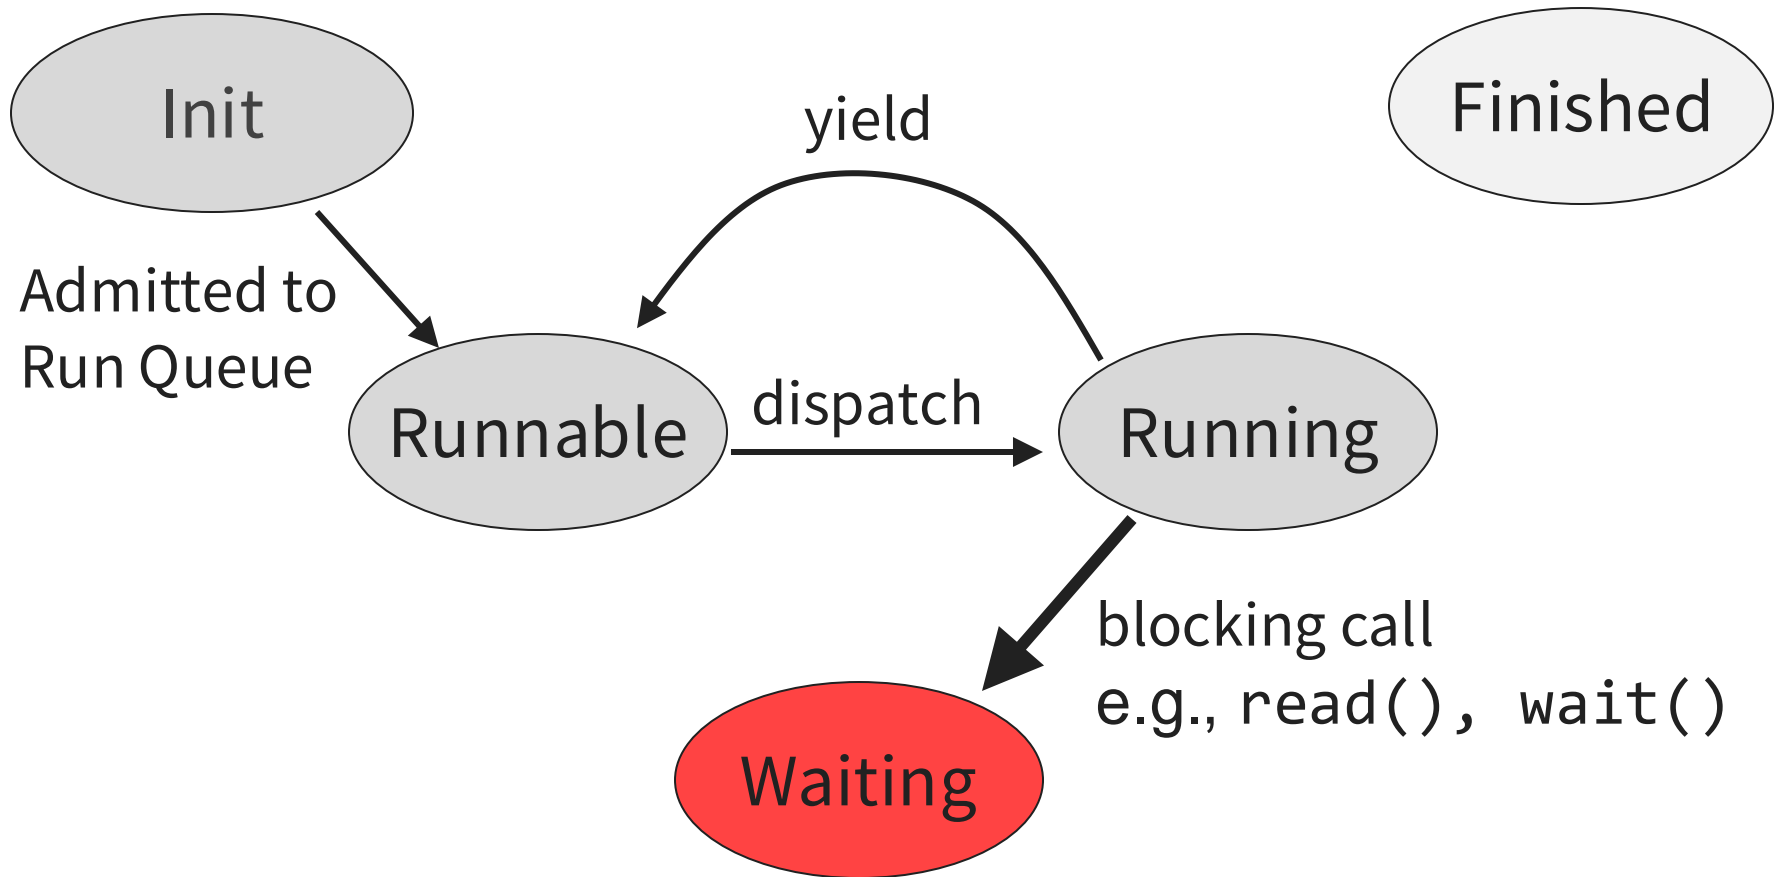 Init
Finished
yield
Admitted to
Run Queue
dispatch
Runnable
Running
blocking call
e.g., read(), wait()
Waiting